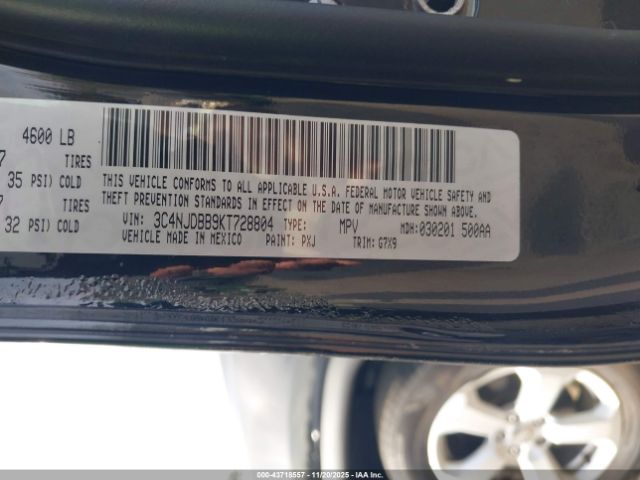 4600 LB
7 TIRES
35 PSI) COLD
7 TIRES
32 PSI) COLD
THIS VEHICLE CONFORMS TO ALL APPLICABLE U.S.A. FEDERAL MOTOR VEHICLE SAFETY AND
THEFT PREVENTION STANDARDS IN EFFECT ON THE DATE OF MANUFACTURE SHOWN ABOVE.
VIN: 3C4NJDBB9KT728804 TYPE: MPV MDH: 030201 500AA
VEHICLE MADE IN MEXICO PAINT: PXJ TRIM: G7X9
000-43718557 | 11/20/2025 | IAA Inc.